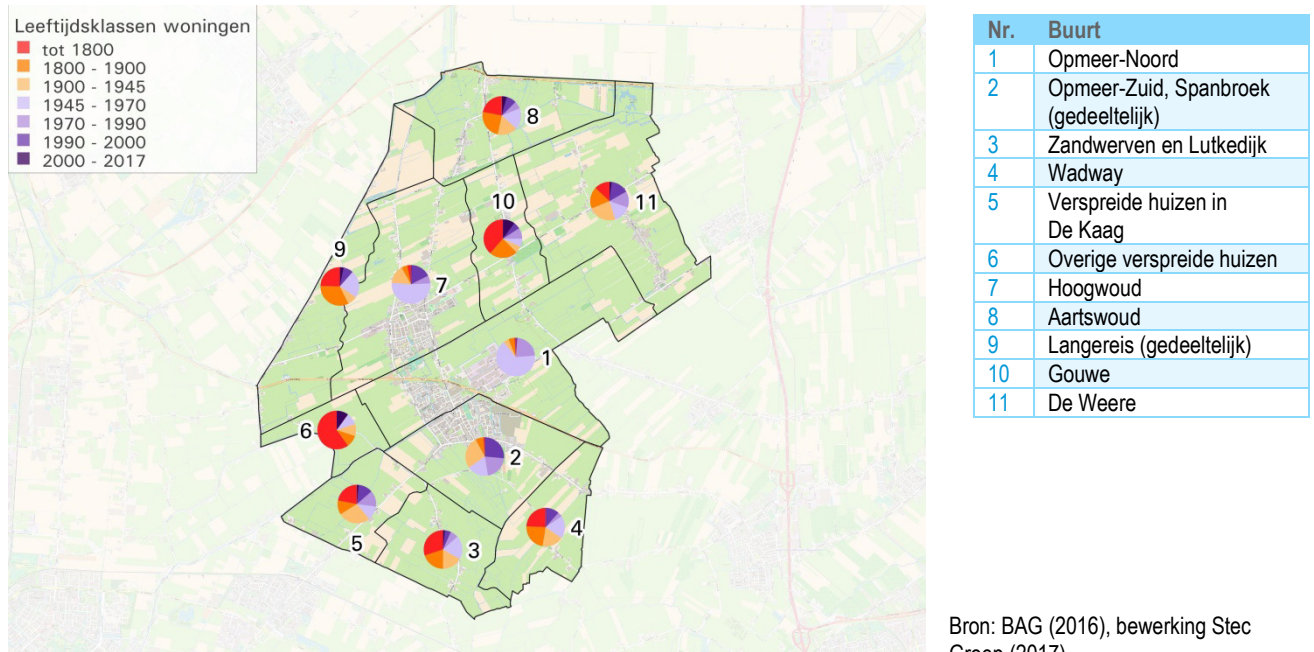 Leeftijdsklassen woningen
tot 1800
1800 - 1900
1900 - 1945
1945 - 1970
1970 - 1990
1990 - 2000
2000 - 2017
8
10
11
9
7
1
6
2
4
5
3
Nr. Buurt
1 Opmeer-Noord
2 Opmeer-Zuid, Spanbroek
(gedeeltelijk)
3 Zandwerven en Lutkedijk
4 Wadway
5 Verspreide huizen in
De Kaag
6 Overige verspreide huizen
7 Hoogwoud
8 Aartswoud
9 Langereis (gedeeltelijk)
10 Gouwe
11 De Weere
Bron: BAG (2016), bewerking Stec
Groep (2017)